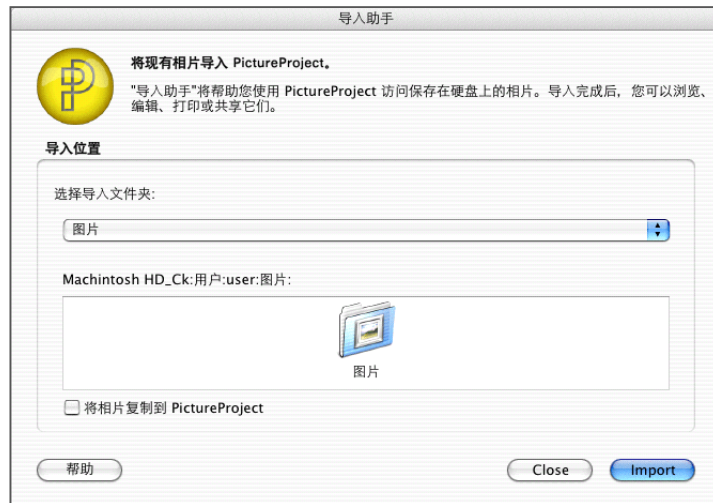 导入助手
将现有相片导入 PictureProject。
"导入助手"将帮助您使用 PictureProject 访问保存在硬盘上的相片。导入完成后，您可以浏览、
编辑、打印或共享它们。
导入位置
选择导入文件夹:
图片
Machintosh HD_Ck:用户:user:图片:
图片
将相片复制到 PictureProject
帮助
Close
Import